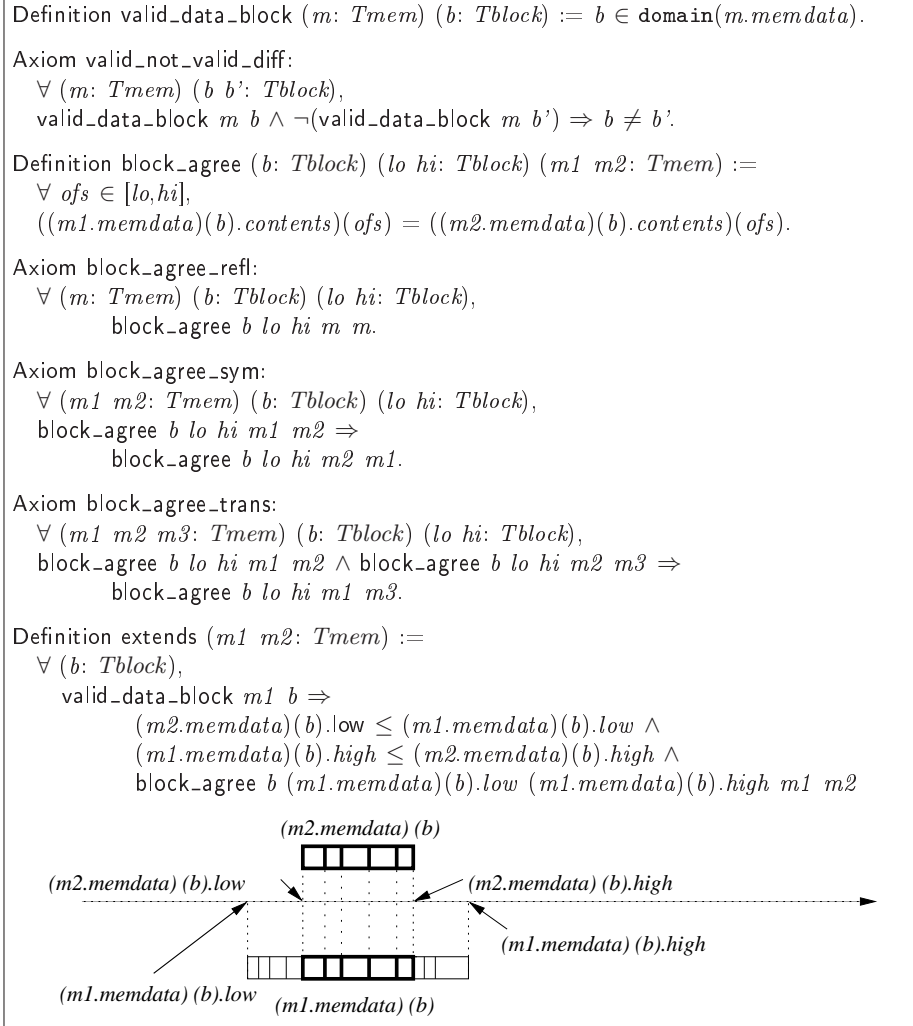 Definition valid_data_block (m: Tmem) (b: Tblock) := b ∈ domain(m.memdata).
Axiom valid_not_valid_diff:
∀ (m: Tmem) (b b’: Tblock),
valid_data_block m b ∧ ¬(valid_data_block m b’) ⇒ b ≠ b’.
Definition block_agree (b: Tblock) (lo hi: Tblock) (m1 m2: Tmem) :=
∀ ofs ∈ [lo,hi],
((m1.memdata)(b).contents)(ofs) = ((m2.memdata)(b).contents)(ofs).
Axiom block_agree_refl:
∀ (m: Tmem) (b: Tblock) (lo hi: Tblock),
block_agree b lo hi m m.
Axiom block_agree_sym:
∀ (m1 m2: Tmem) (b: Tblock) (lo hi: Tblock),
block_agree b lo hi m1 m2 ⇒
block_agree b lo hi m2 m1.
Axiom block_agree_trans:
∀ (m1 m2 m3: Tmem) (b: Tblock) (lo hi: Tblock),
block_agree b lo hi m1 m2 ∧ block_agree b lo hi m2 m3 ⇒
block_agree b lo hi m1 m3.
Definition extends (m1 m2: Tmem) :=
∀ (b: Tblock),
valid_data_block m1 b ⇒
(m2.memdata)(b).low ≤ (m1.memdata)(b).low ∧
(m1.memdata)(b).high ≤ (m2.memdata)(b).high ∧
block_agree b (m1.memdata)(b).low (m1.memdata)(b).high m1 m2
(m2.memdata) (b)
(m2.memdata) (b).low
(m2.memdata) (b).high
(m1.memdata) (b).high
(m1.memdata) (b).low
(m1.memdata) (b)